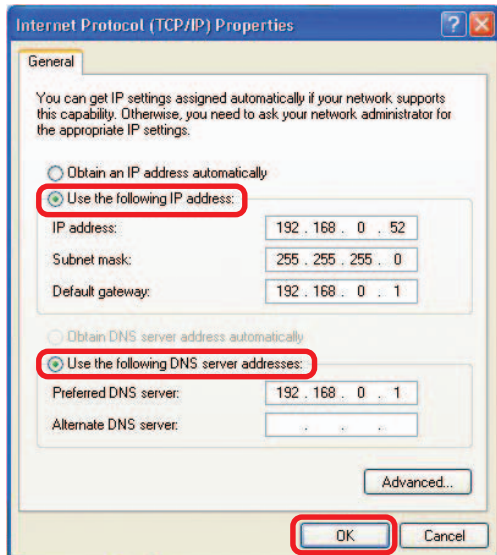 Internet Protocol (TCP/IP) Properties
General
You can get IP settings assigned automatically if your network supports
this capability. Otherwise, you need to ask your network administrator for
the appropriate IP settings.
Obtain an IP address automatically
Use the following IP address:
IP address: 192 . 168 . 0 . 52
Subnet mask: 255 . 255 . 255 . 0
Default gateway: 192 . 168 . 0 . 1
Obtain DNS server address automatically
Use the following DNS server addresses:
Preferred DNS server: 192 . 168 . 0 . 1
Alternate DNS server: . . .
Advanced...
OK Cancel